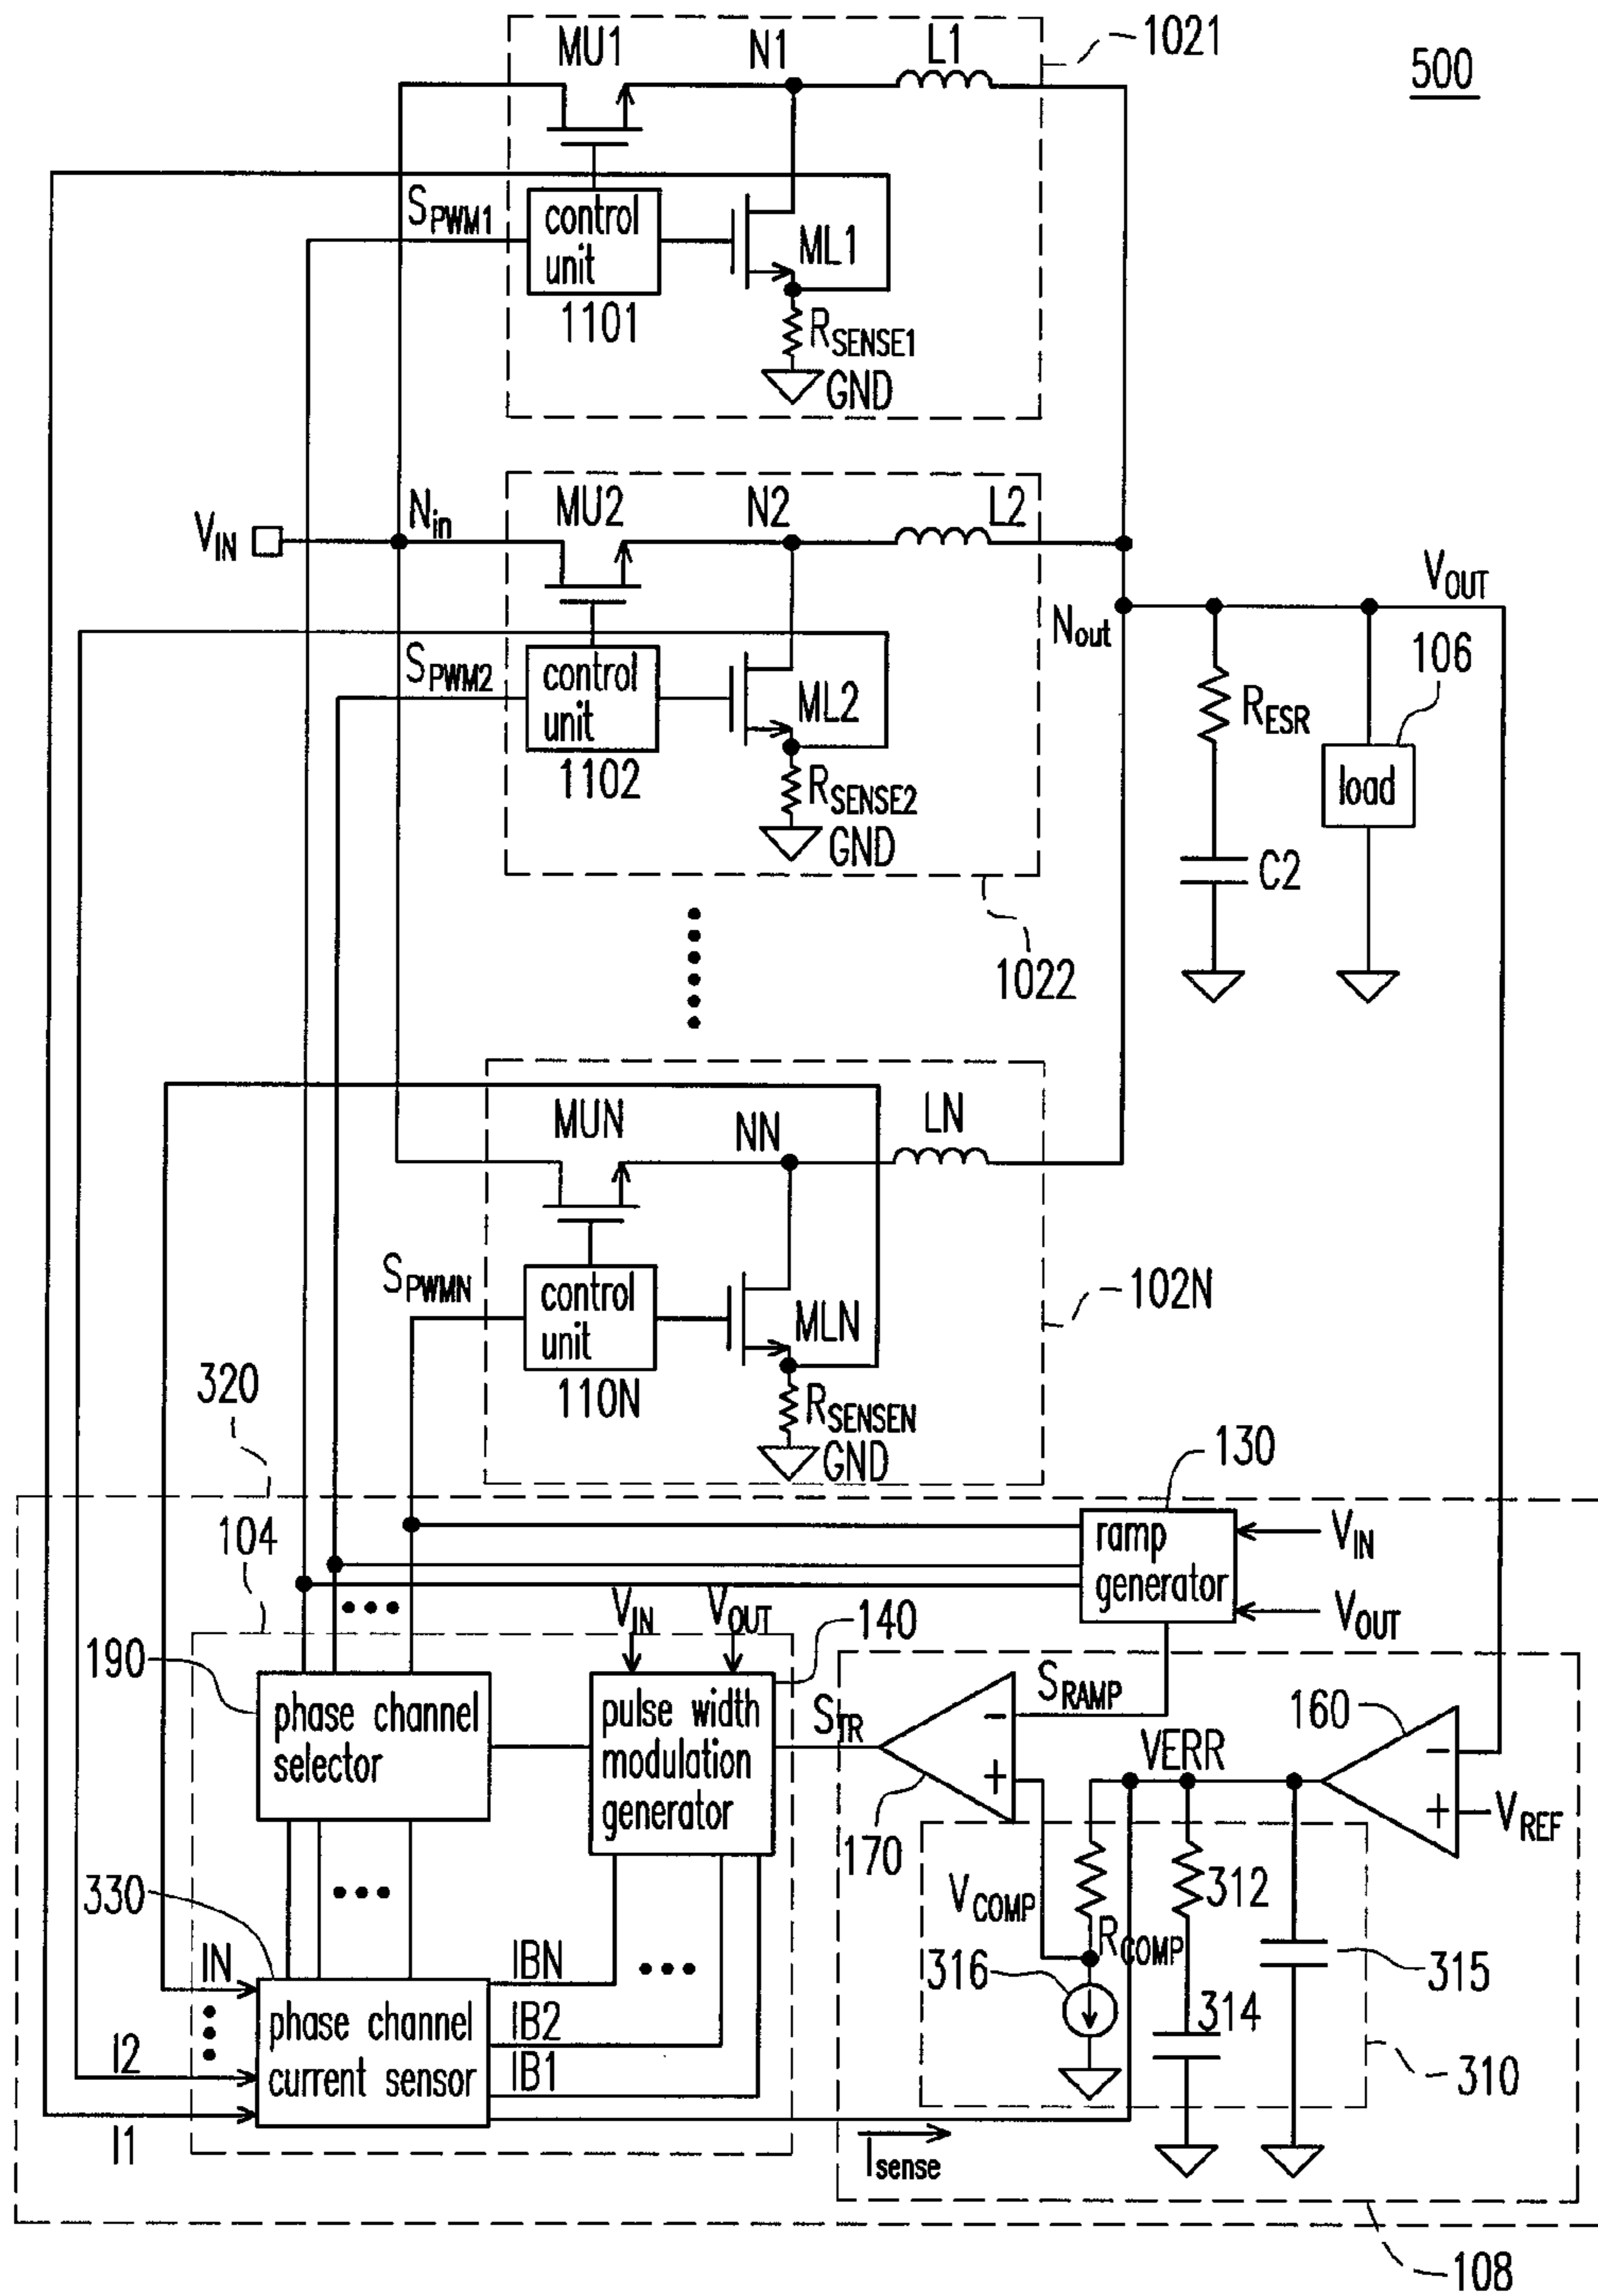 500
MU1
N1
L1
1021
SPWM1
control
unit
1101
ML1
RSENSE1
GND
VIN
Nin
MU2
N2
L2
Nout
VOUT
SPWM2
control
unit
1102
ML2
RSENSE2
GND
1022
RESR
C2
106
load
MUN
NN
LN
SPWMN
control
unit
110N
MLN
RSENSEN
GND
102N
320
104
130
ramp
generator
VIN
VOUT
VIN
VOUT
140
190
phase channel
selector
pulse width
modulation
generator
STR
170
SRAMP
VERR
160
VREF
−
+
−
+
VCOMP
RCOMP
312
314
315
316
310
330
IN
I2
I1
phase channel
current sensor
IBN
IB2
IB1
Isense
108